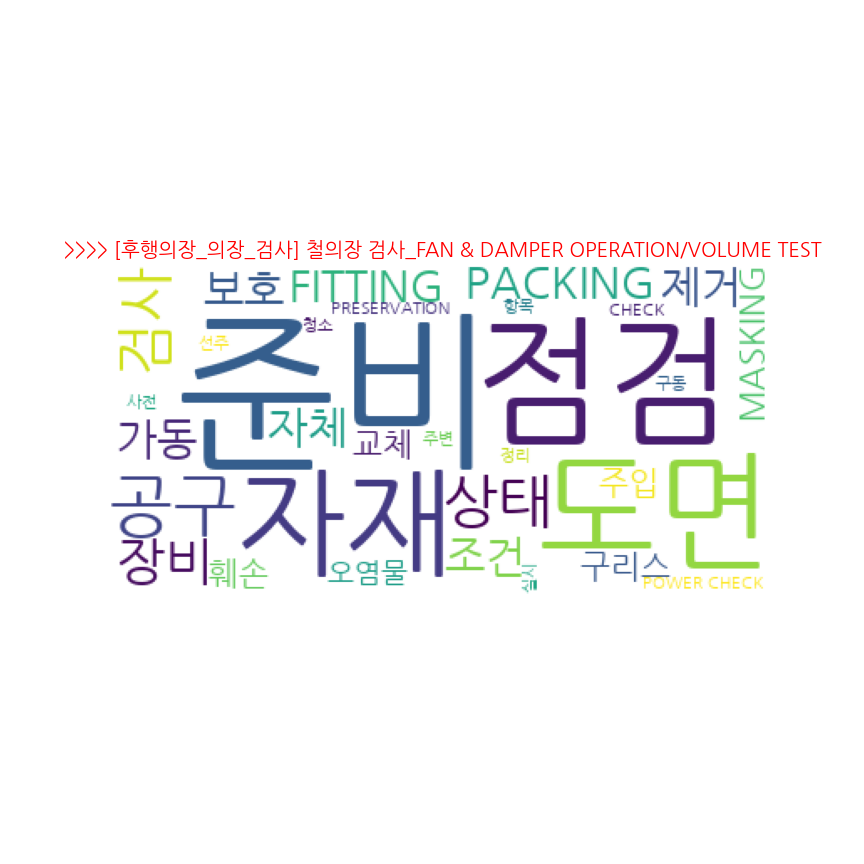 >>>> [후행의장_의장_검사] 철의장 검사_FAN & DAMPER OPERATION/VOLUME TEST
검사
보호
FITTING
PACKING
제거
MASKING
PRESERVATION
항목
CHECK
청소
선주
준비
점검
구동
사전
자체
가동
교체
주변
정리
공구
자재
상태
도면
주입
장비
훼손
오염물
조건
실시
구리스
POWER CHECK